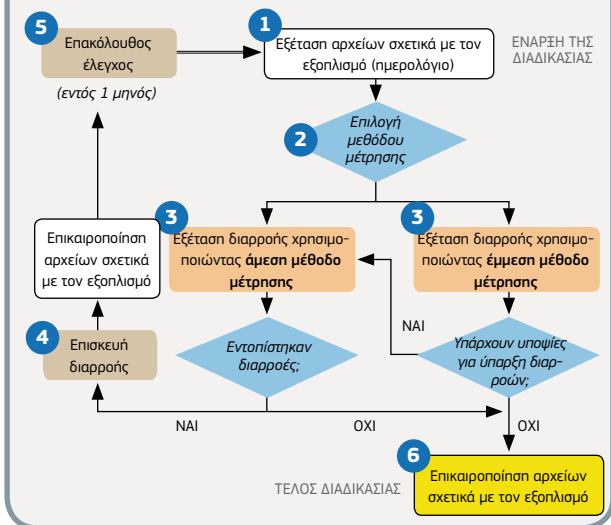 5
Επακόλουθος
έλεγχος
(εντός 1 μηνός)
1
Εξέταση αρχείων σχετικά με τον
εξοπλισμό (ημερολόγιο)
ΕΝΑΡΞΗ ΤΗΣ
ΔΙΑΔΙΚΑΣΙΑΣ
2
Επιλογή
μεθόδου
μέτρησης
Επικαιροποίηση
αρχείων σχετικά
με τον εξοπλισμό
3
Εξέταση διαρροής χρησιμο-
ποιώντας άμεση μέθοδο
μέτρησης
3
Εξέταση διαρροής χρησιμο-
ποιώντας έμμεση μέθοδο
μέτρησης
4
Επισκευή
διαρροής
Εντοπίστηκαν
διαρροές;
ΝΑΙ
Υπάρχουν υποψίες
για ύπαρξη διαρ-
ροών;
ΝΑΙ
ΟΧΙ
ΟΧΙ
6
Επικαιροποίηση αρχείων
σχετικά με τον εξοπλισμό
ΤΕΛΟΣ ΔΙΑΔΙΚΑΣΙΑΣ